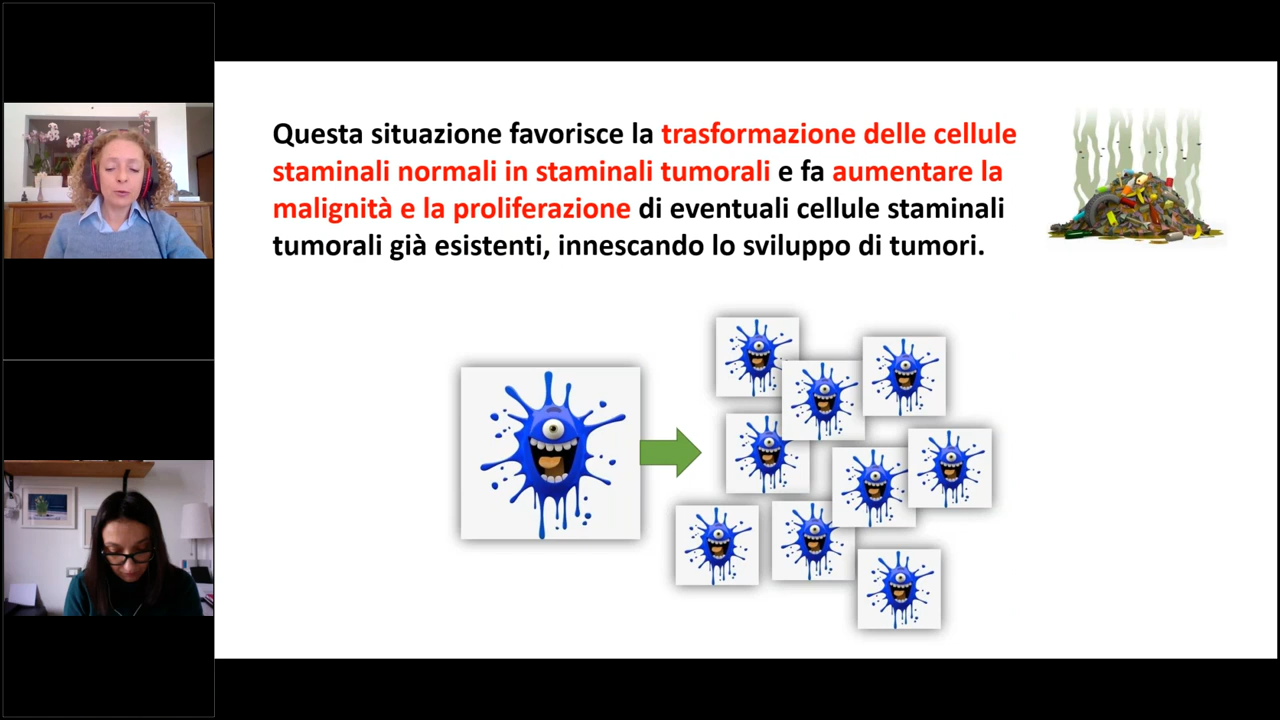 Questa situazione favorisce la trasformazione delle cellule
staminali normali in staminali tumorali e fa aumentare la
malignità e la proliferazione di eventuali cellule staminali
tumorali già esistenti, innescando lo sviluppo di tumori.